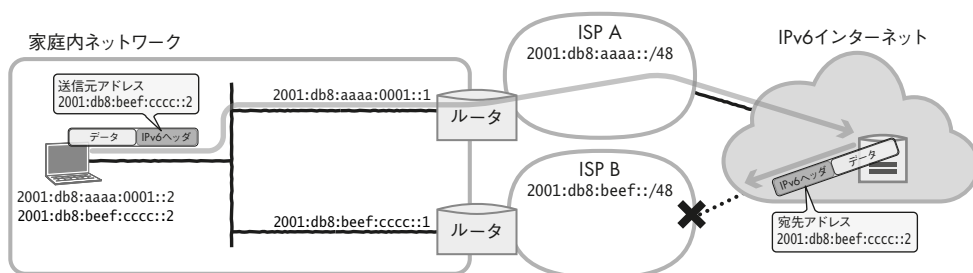 家庭内ネットワーク
送信元アドレス
2001:db8:beef:cccc::2
データ
IPv6ヘッダ
2001:db8:aaaa:0001::2
2001:db8:beef:cccc::2
2001:db8:aaaa:0001::1
ルータ
2001:db8:beef:cccc::1
ルータ
ISP A
2001:db8:aaaa::/48
ISP B
2001:db8:beef::/48
IPv6インターネット
IPv6ヘッダ
データ
宛先アドレス
2001:db8:beef:cccc::2